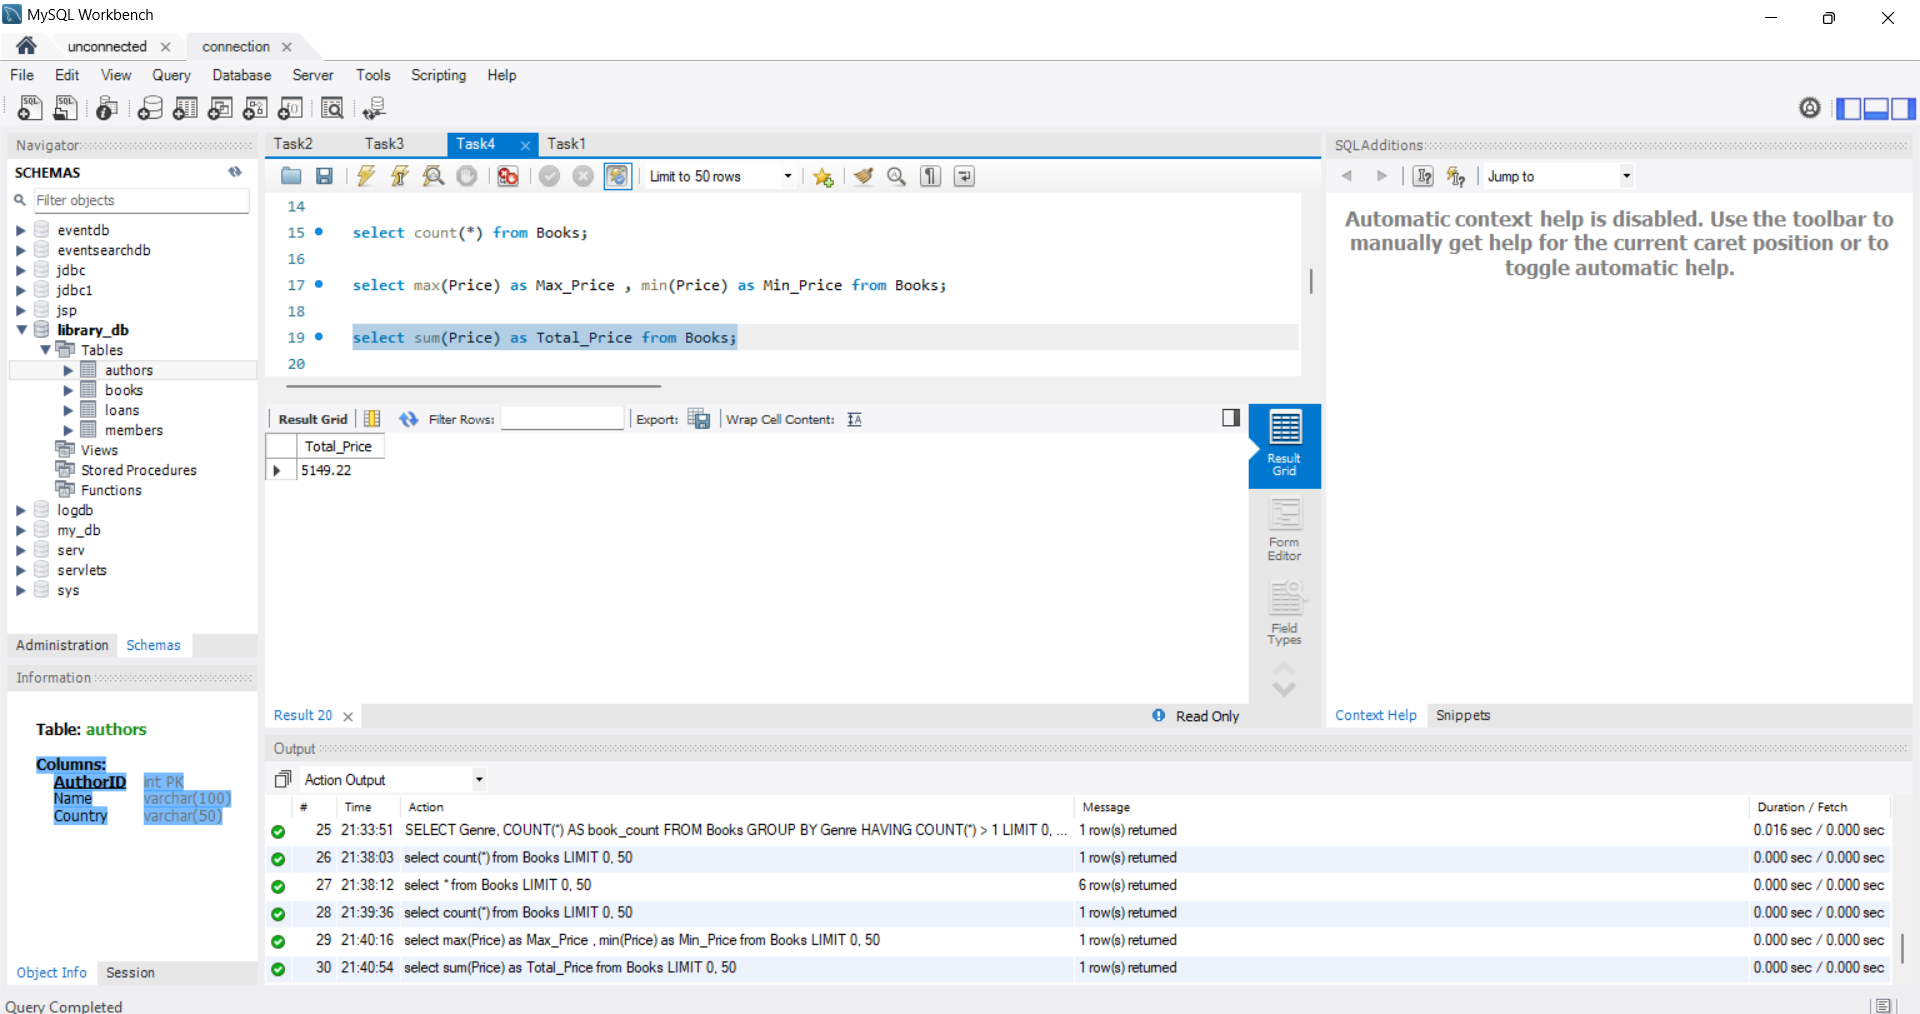 MySQL Workbench
unconnected
connection
File Edit View Query Database Server Tools Scripting Help
Navigator
SCHEMAS
Filter objects
eventdb
eventsearchdb
jdbc
jdbc1
jsp
library_db
Tables
authors
books
loans
members
Views
Stored Procedures
Functions
logdb
my_db
serv
servlets
sys
Administration Schemas
Information
Table: authors
Columns:
AuthorID int PK
Name varchar(100)
Country varchar(50)
Object Info Session
Task2 Task3 Task4 Task1
Limit to 50 rows
14
15 select count(*) from Books;
16
17 select max(Price) as Max_Price , min(Price) as Min_Price from Books;
18
19 select sum(Price) as Total_Price from Books;
20
Result Grid Filter Rows: Export: Wrap Cell Content:
Total_Price
5149.22
Result Grid
Form Editor
Field Types
Result 20 Read Only
SQLAdditions
Jump to
Automatic context help is disabled. Use the toolbar to
manually get help for the current caret position or to
toggle automatic help.
Context Help Snippets
Output
Action Output
# Time Action Message Duration / Fetch
25 21:33:51 SELECT Genre, COUNT(*) AS book_count FROM Books GROUP BY Genre HAVING COUNT(*) > 1 LIMIT 0, ... 1 row(s) returned 0.016 sec / 0.000 sec
26 21:38:03 select count(*) from Books LIMIT 0, 50 1 row(s) returned 0.000 sec / 0.000 sec
27 21:38:12 select * from Books LIMIT 0, 50 6 row(s) returned 0.000 sec / 0.000 sec
28 21:39:36 select count(*) from Books LIMIT 0, 50 1 row(s) returned 0.000 sec / 0.000 sec
29 21:40:16 select max(Price) as Max_Price , min(Price) as Min_Price from Books LIMIT 0, 50 1 row(s) returned 0.000 sec / 0.000 sec
30 21:40:54 select sum(Price) as Total_Price from Books LIMIT 0, 50 1 row(s) returned 0.000 sec / 0.000 sec
Query Completed